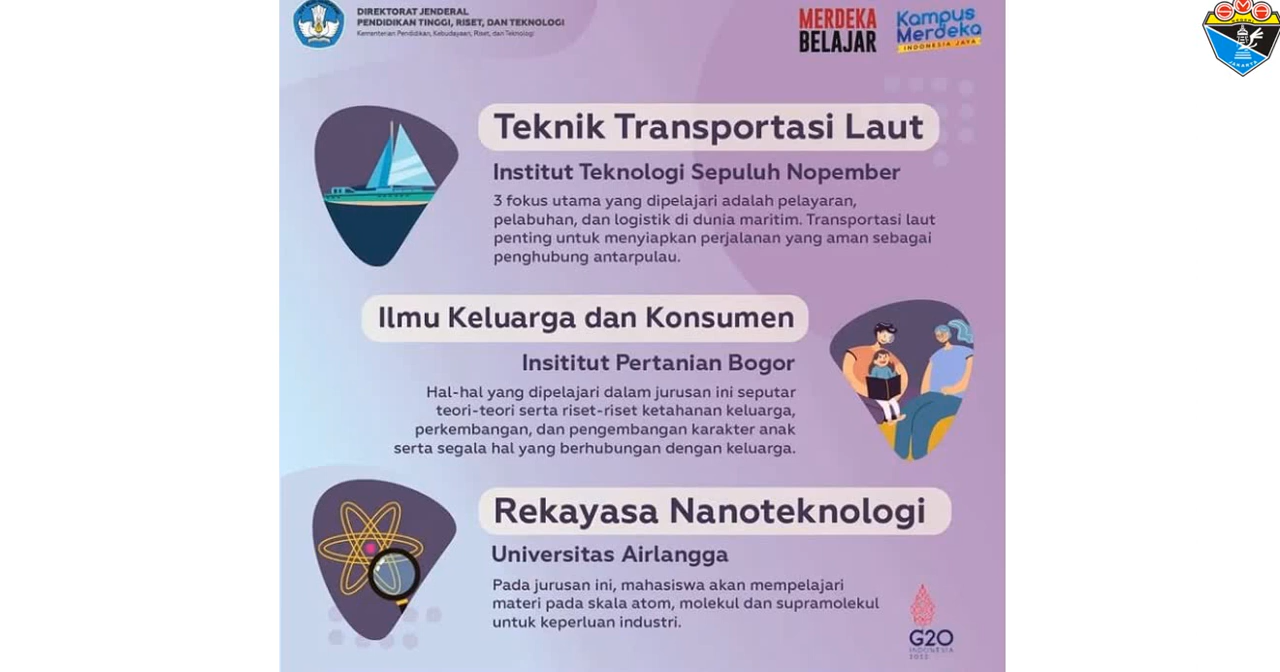 DIREKTORAT JENDERAL
PENDIDIKAN TINGGI, RISET, DAN TEKNOLOGI
Kementerian Pendidikan, Kebudayaan, Riset, dan Teknologi
MERDEKA
BELAJAR
Kampus
Merdeka
INDONESIA JAYA
Teknik Transportasi Laut
Institut Teknologi Sepuluh Nopember
3 fokus utama yang dipelajari adalah pelayaran,
pelabuhan, dan logistik di dunia maritim. Transportasi laut
penting untuk menyiapkan perjalanan yang aman sebagai
penghubung antarpulau.
Ilmu Keluarga dan Konsumen
Insititut Pertanian Bogor
Hal-hal yang dipelajari dalam jurusan ini seputar
teori-teori serta riset-riset ketahanan keluarga,
perkembangan, dan pengembangan karakter anak
serta segala hal yang berhubungan dengan keluarga.
Rekayasa Nanoteknologi
Universitas Airlangga
Pada jurusan ini, mahasiswa akan mempelajari
materi pada skala atom, molekul dan supramolekul
untuk keperluan industri.
G20
INDONESIA
2022
JAKARTA